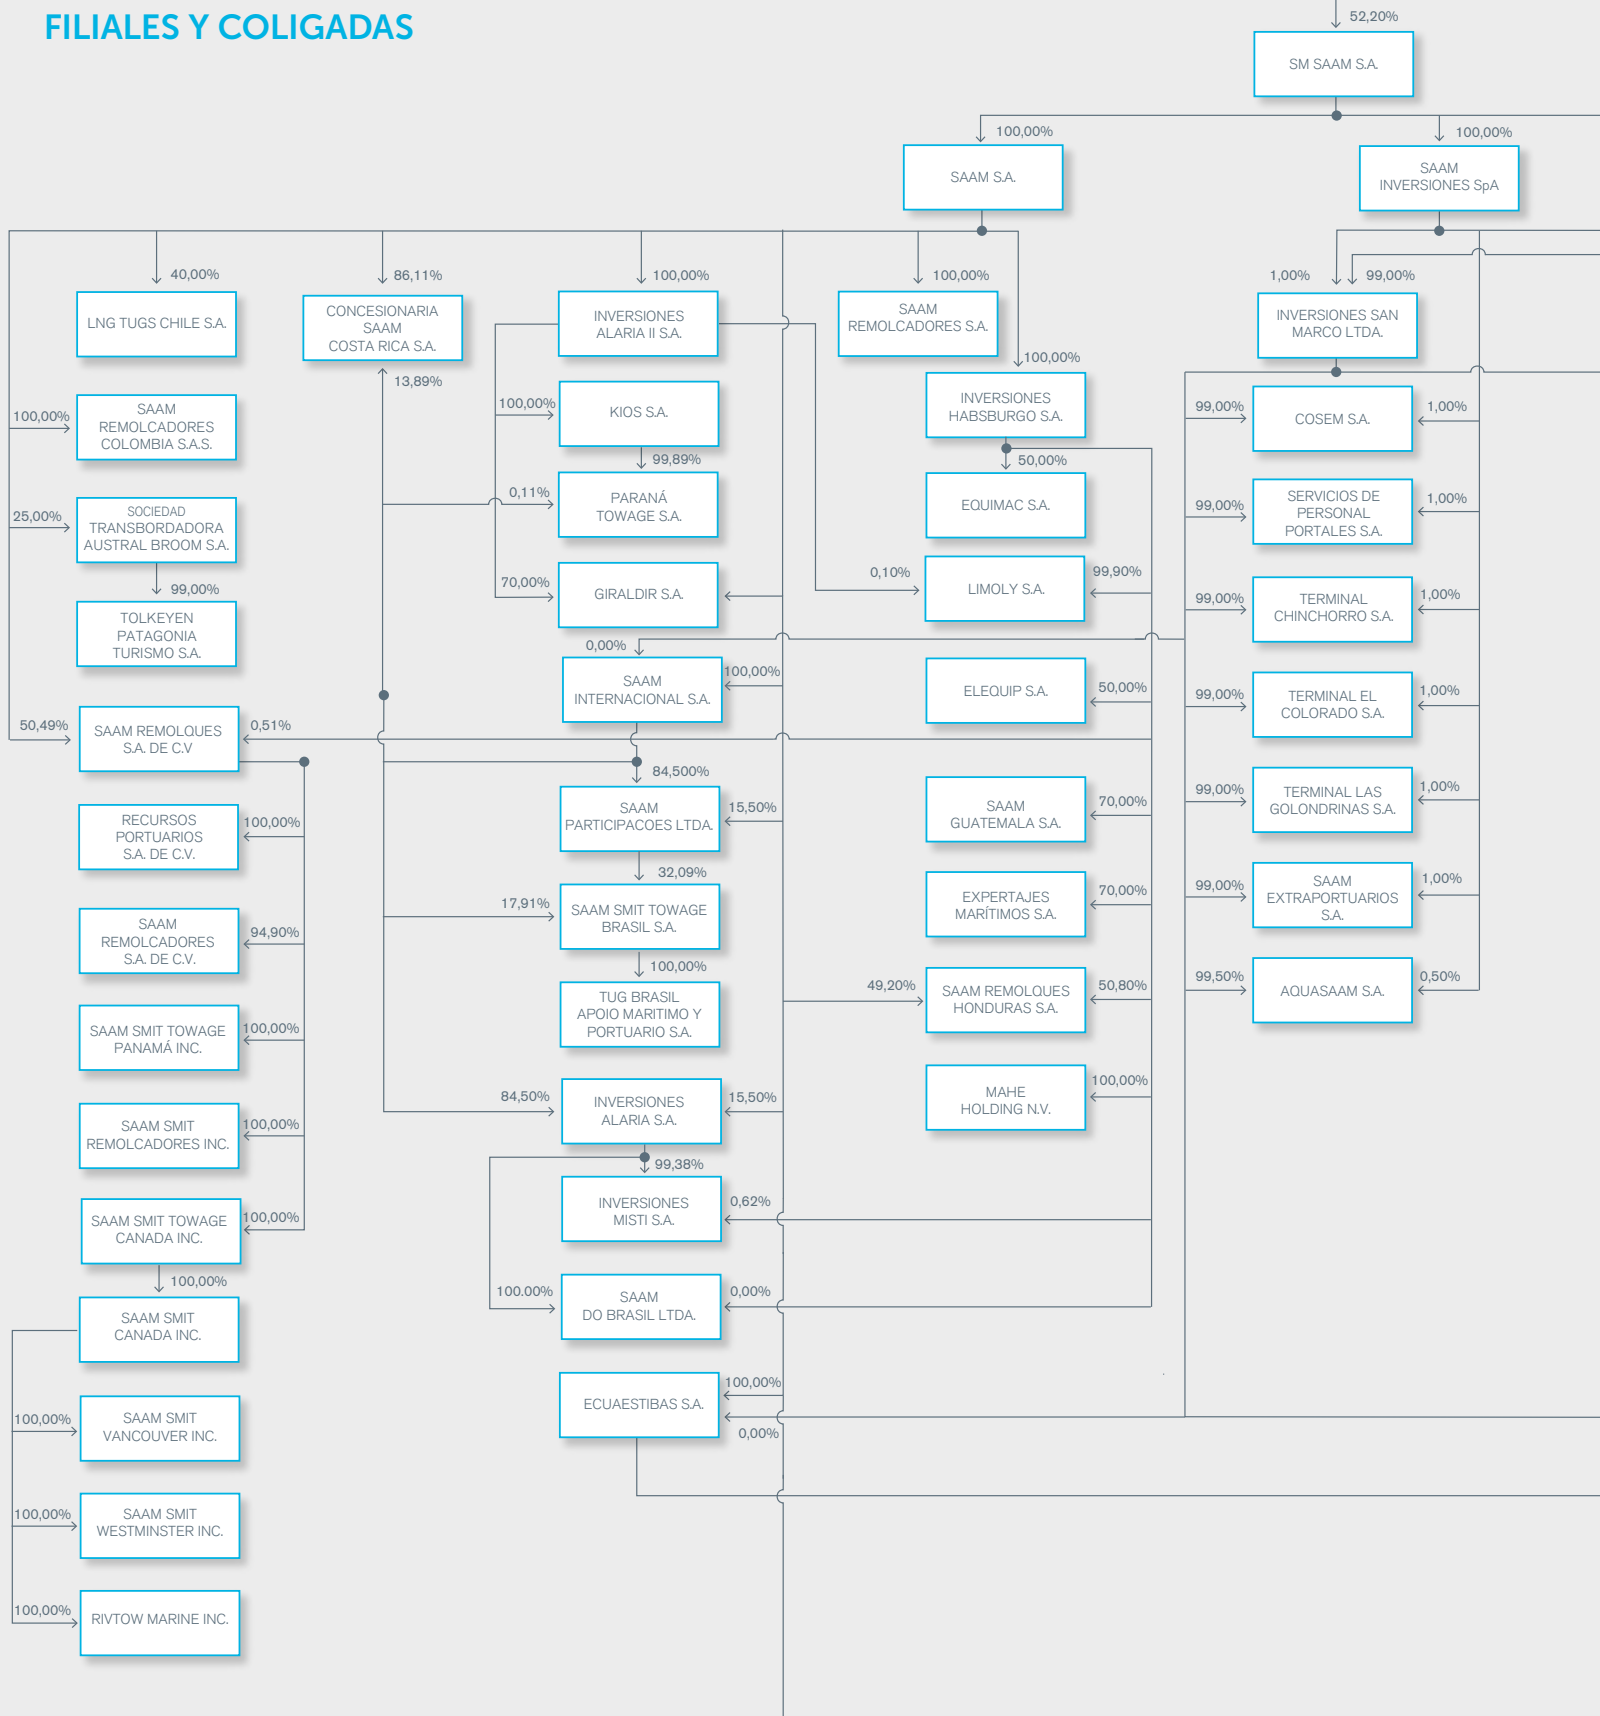 FILIALES Y COLIGADAS
52,20%
SM SAAM S.A.
100,00%
SAAM S.A.
100,00%
SAAM
INVERSIONES SpA
40,00%
LNG TUGS CHILE S.A.
86,11%
CONCESIONARIA
SAAM
COSTA RICA S.A.
13,89%
100,00%
INVERSIONES
ALARIA II S.A.
100,00%
SAAM
REMOLCADORES S.A.
100,00%
INVERSIONES
HABSBURGO S.A.
1,00%
99,00%
INVERSIONES SAN
MARCO LTDA.
100,00%
SAAM
REMOLCADORES
COLOMBIA S.A.S.
25,00%
SOCIEDAD
TRANSBORDADORA
AUSTRAL BROOM S.A.
99,00%
TOLKEYEN
PATAGONIA
TURISMO S.A.
50,49%
SAAM REMOLQUES
S.A. DE C.V
0,51%
RECURSOS
PORTUARIOS
S.A. DE C.V.
100,00%
SAAM
REMOLCADORES
S.A. DE C.V.
94,90%
SAAM SMIT TOWAGE
PANAMÁ INC.
100,00%
SAAM SMIT
REMOLCADORES INC.
100,00%
SAAM SMIT TOWAGE
CANADA INC.
100,00%
100,00%
SAAM SMIT
CANADA INC.
100,00%
SAAM SMIT
VANCOUVER INC.
100,00%
SAAM SMIT
WESTMINSTER INC.
100,00%
RIVTOW MARINE INC.
100,00%
KIOS S.A.
99,89%
0,11%
PARANÁ
TOWAGE S.A.
70,00%
GIRALDIR S.A.
0,00%
SAAM
INTERNACIONAL S.A.
100,00%
84,500%
SAAM
PARTICIPACOES LTDA.
15,50%
32,09%
17,91%
SAAM SMIT TOWAGE
BRASIL S.A.
100,00%
TUG BRASIL
APOIO MARITIMO Y
PORTUARIO S.A.
84,50%
INVERSIONES
ALARIA S.A.
15,50%
99,38%
INVERSIONES
MISTI S.A.
0,62%
100.00%
SAAM
DO BRASIL LTDA.
0,00%
ECUAESTIBAS S.A.
100,00%
0,00%
50,00%
EQUIMAC S.A.
0,10%
LIMOLY S.A.
99,90%
ELEQUIP S.A.
50,00%
SAAM
GUATEMALA S.A.
70,00%
EXPERTAJES
MARÍTIMOS S.A.
70,00%
49,20%
SAAM REMOLQUES
HONDURAS S.A.
50,80%
MAHE
HOLDING N.V.
100,00%
99,00%
COSEM S.A.
1,00%
99,00%
SERVICIOS DE
PERSONAL
PORTALES S.A.
1,00%
99,00%
TERMINAL
CHINCHORRO S.A.
1,00%
99,00%
TERMINAL EL
COLORADO S.A.
1,00%
99,00%
TERMINAL LAS
GOLONDRINAS S.A.
1,00%
99,00%
SAAM
EXTRAPORTUARIOS
S.A.
1,00%
99,50%
AQUASAAM S.A.
0,50%